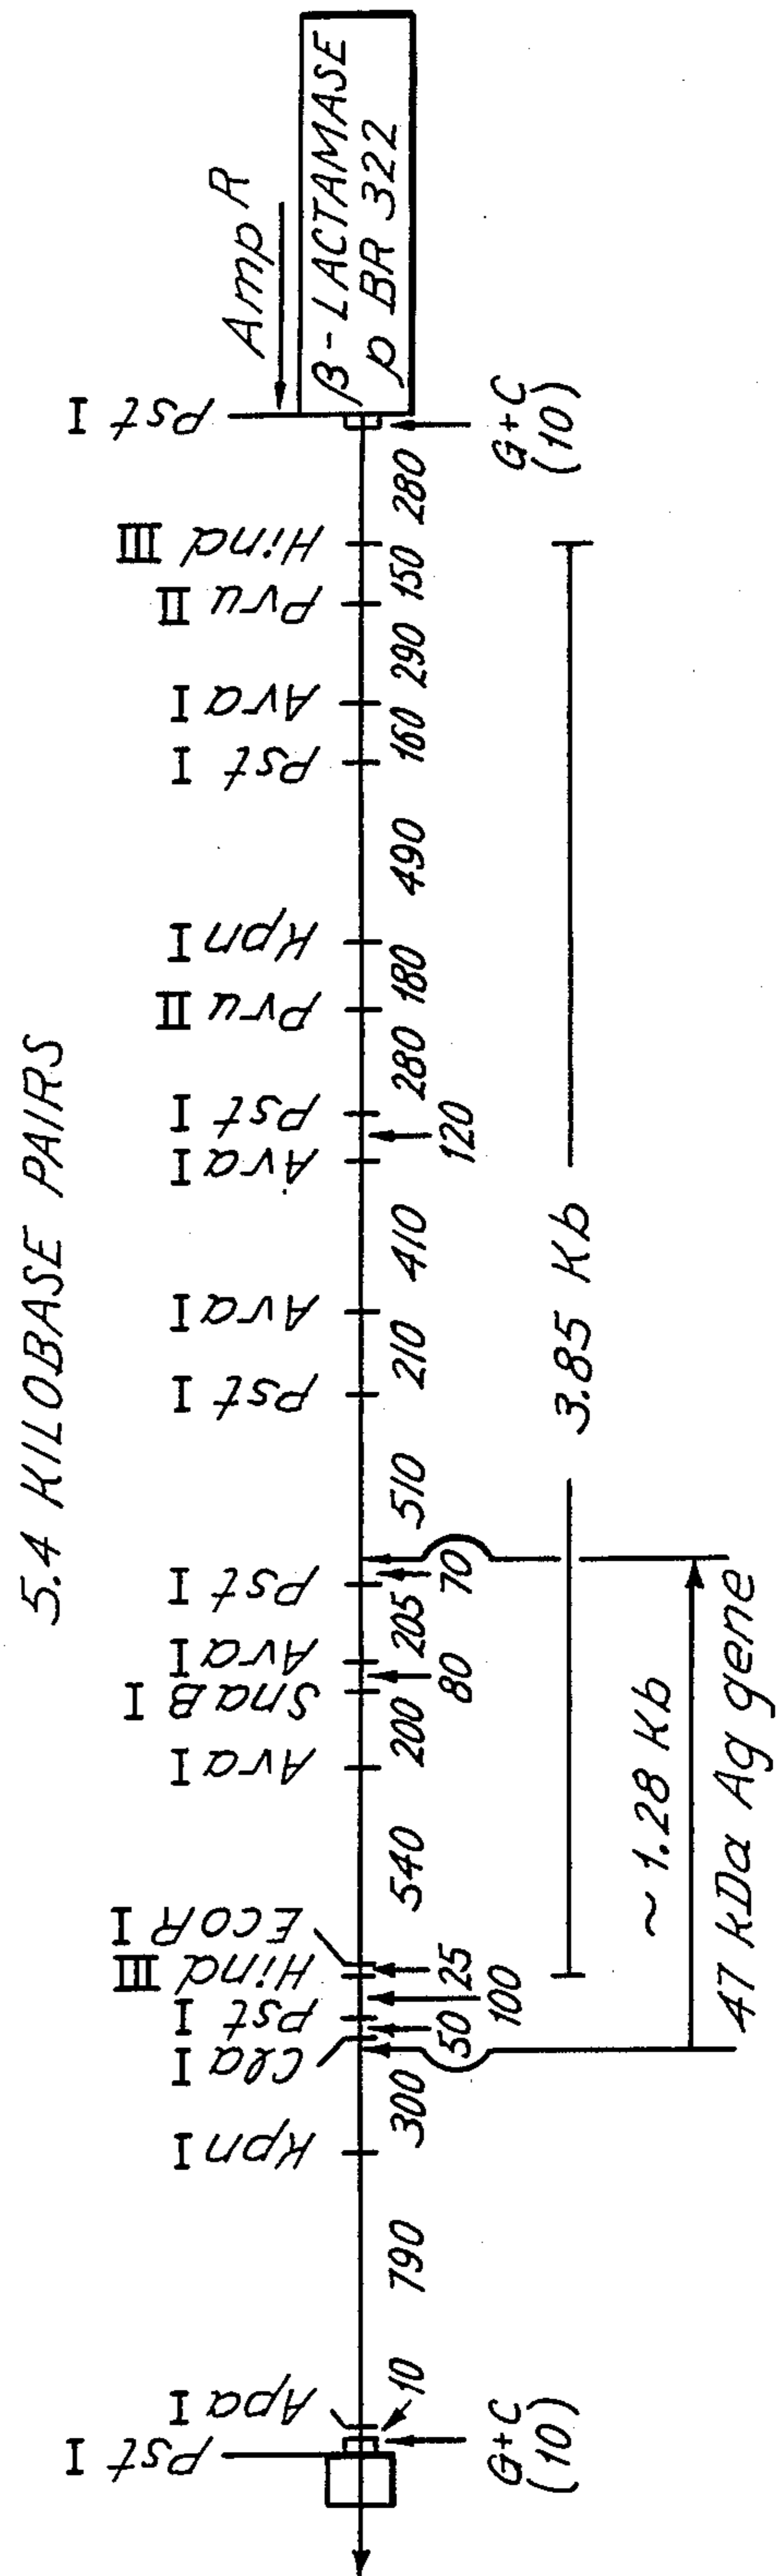 5.4 KILOBASE PAIRS
Pst I
Apa I
Kpn I
Cla I
Pst I
Hind III
EcoR I
Ava I
SnaB I
Ava I
Pst I
Pst I
Ava I
Ava I
Pst I
Pvu II
Kpn I
Pst I
Ava I
Pvu II
Hind III
Pst I
Amp R
β-LACTAMASE
p BR 322
G+C
(10)
10
790
300
50
100
25
540
200
80
205
70
510
210
410
120
280
180
490
160
290
150
280
G+C
(10)
3.85 Kb
~1.28 Kb
47 kDa Ag gene